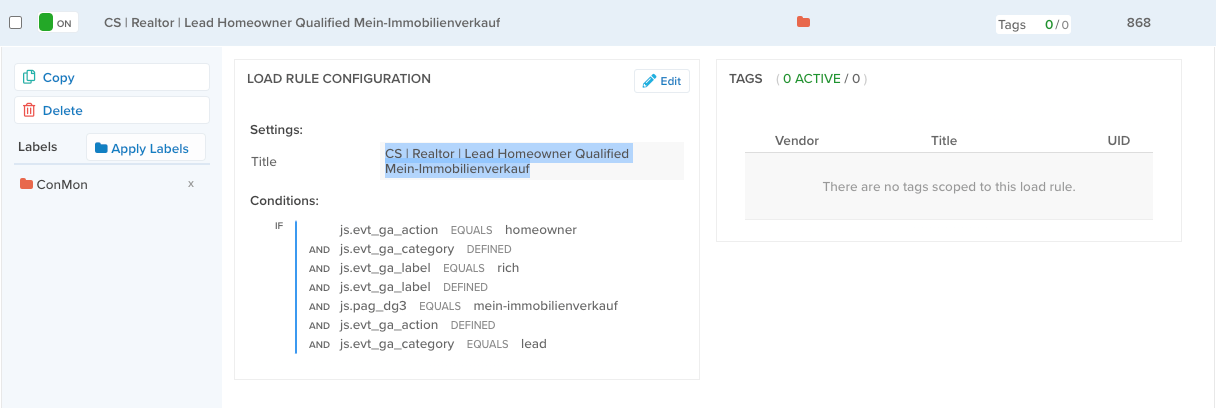 ON CS | Realtor | Lead Homeowner Qualified Mein-Immobilienverkauf Tags 0 / 0 868
Copy
Delete
Labels Apply Labels
ConMon x
LOAD RULE CONFIGURATION Edit
Settings:
Title CS | Realtor | Lead Homeowner Qualified
Mein-Immobilienverkauf
Conditions:
IF js.evt_ga_action EQUALS homeowner
AND js.evt_ga_category DEFINED
AND js.evt_ga_label EQUALS rich
AND js.evt_ga_label DEFINED
AND js.pag_dg3 EQUALS mein-immobilienverkauf
AND js.evt_ga_action DEFINED
AND js.evt_ga_category EQUALS lead
TAGS ( 0 ACTIVE / 0 )
Vendor Title UID
There are no tags scoped to this load rule.